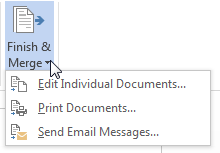 Finish &
Merge
Edit Individual Documents...
Print Documents...
Send Email Messages...